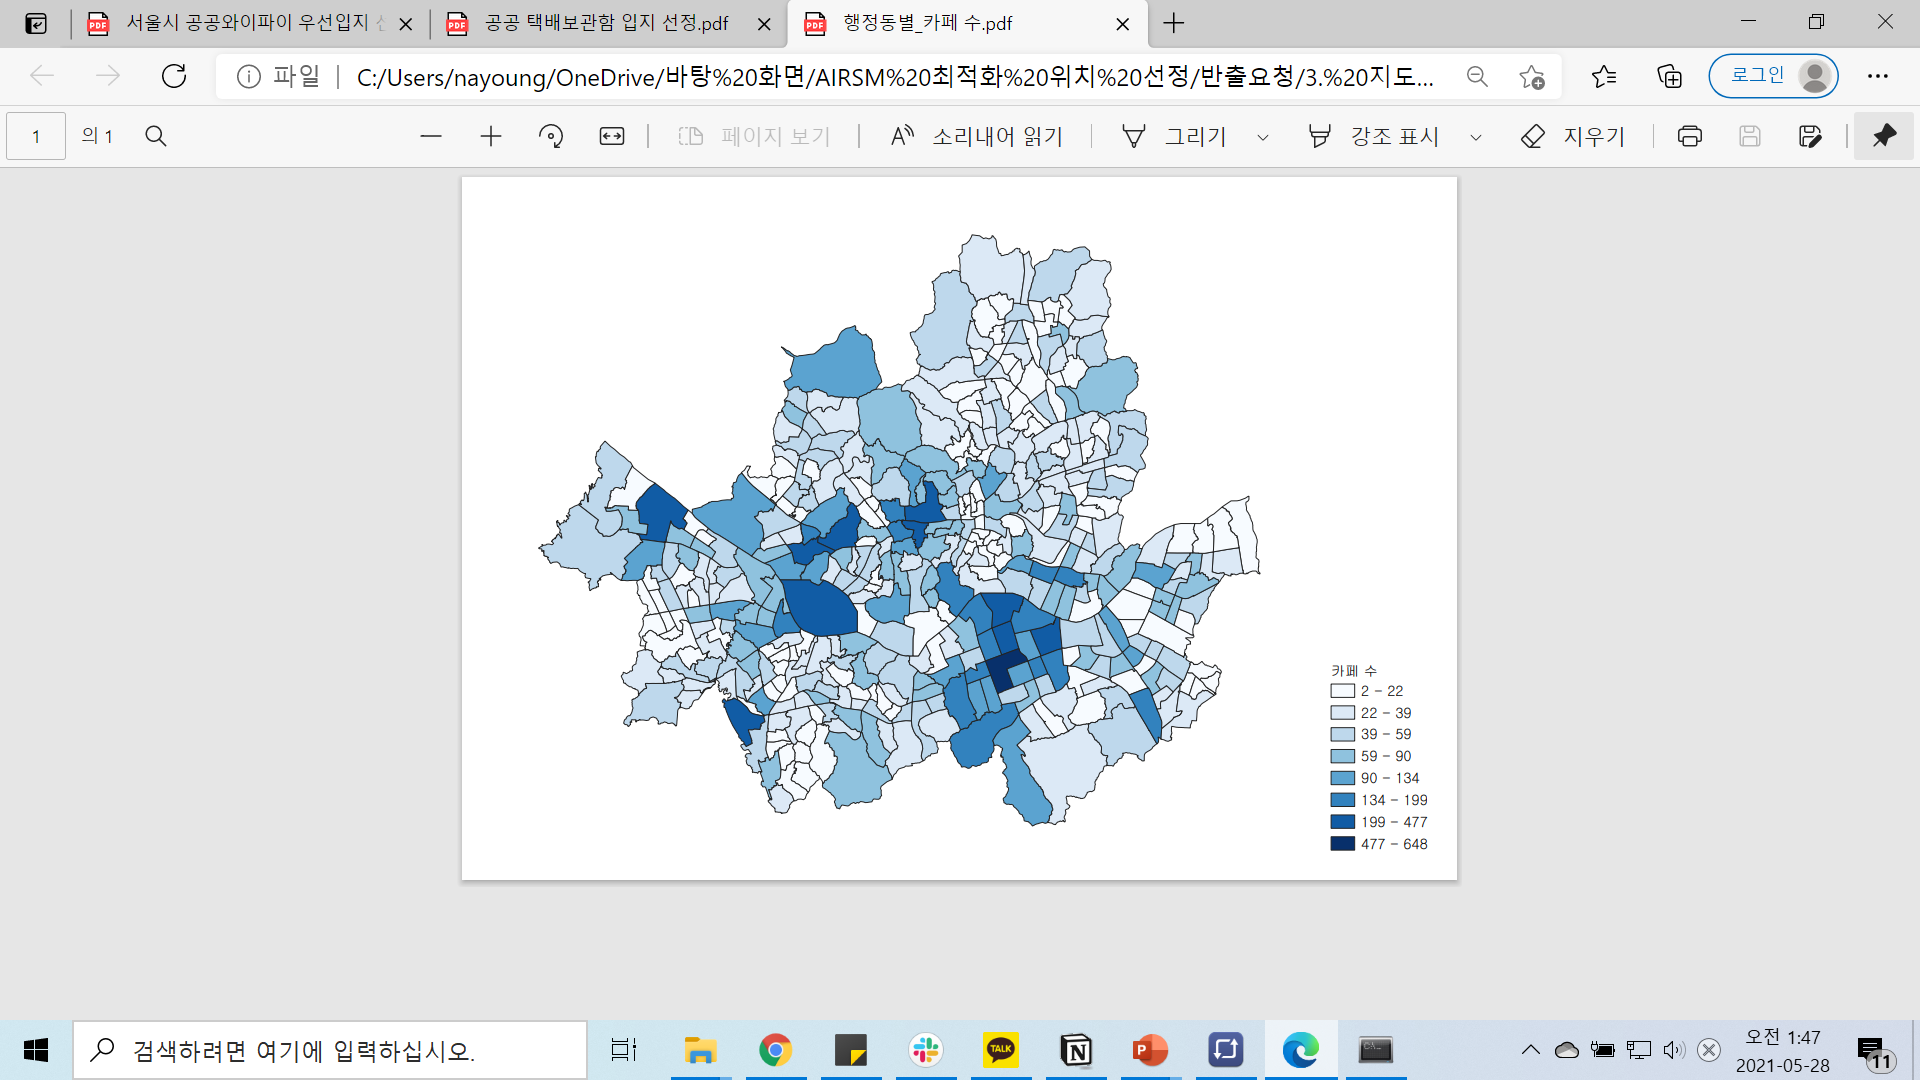 서울시 공공와이파이 우선입지
공공 택배보관함 입지 선정.pdf
행정동별_카페 수.pdf
파일
C:/Users/nayoung/OneDrive/바탕%20화면/AIRSM%20최적화%20위치%20선정/반출요청/3.%20지도...
로그인
1 의 1
페이지 보기
소리내어 읽기
그리기
강조 표시
지우기
카페 수
2 - 22
22 - 39
39 - 59
59 - 90
90 - 134
134 - 199
199 - 477
477 - 648
검색하려면 여기에 입력하십시오.
TALK
오전 1:47
2021-05-28
11